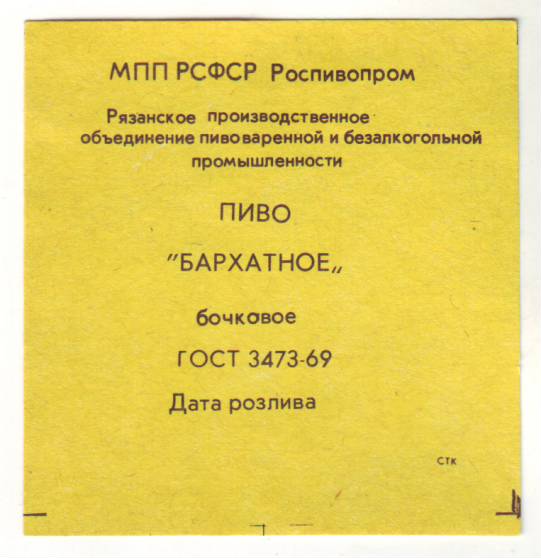 МПП РСФСР Роспивопром
Рязанское производственное
объединение пивоваренной и безалкогольной
промышленности
ПИВО
"БАРХАТНОЕ„
бочковое
ГОСТ 3473-69
Дата розлива
СТК